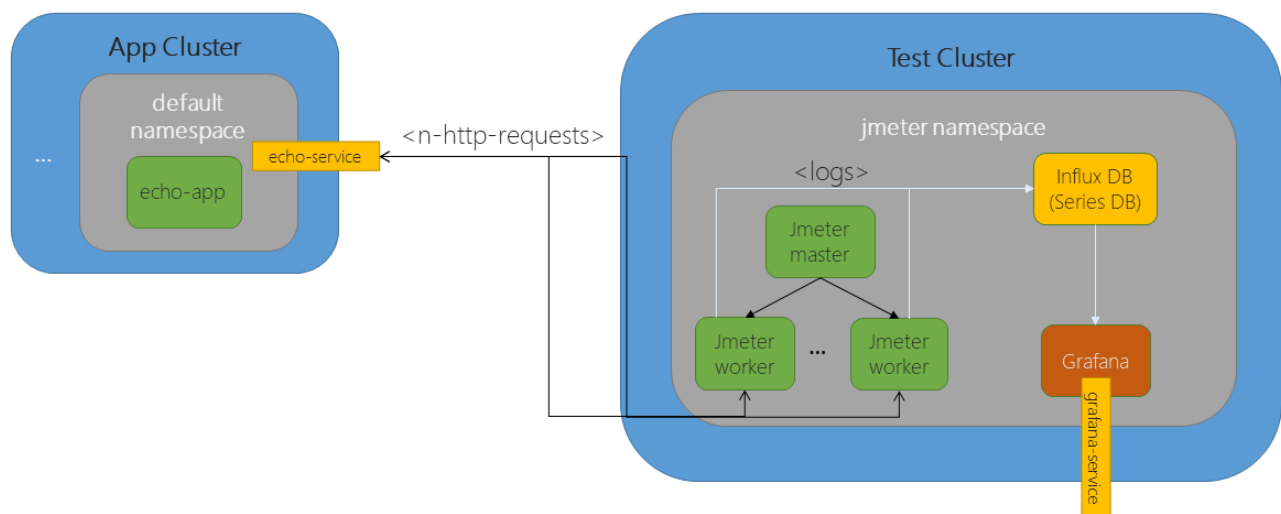 App Cluster
default
namespace
...
echo-service
echo-app
<n-http-requests>
Test Cluster
jmeter namespace
<logs>
Influx DB
(Series DB)
Jmeter
master
Jmeter
worker
...
Jmeter
worker
Grafana
grafana-service